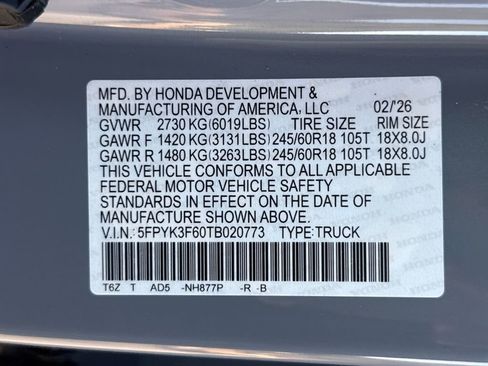 MFD. BY HONDA DEVELOPMENT &
MANUFACTURING OF AMERICA, LLC 02/'26
GVWR 2730 KG(6019LBS) TIRE SIZE RIM SIZE
GAWR F 1420 KG(3131LBS) 245/60R18 105T 18X8.0J
GAWR R 1480 KG(3263LBS) 245/60R18 105T 18X8.0J
THIS VEHICLE CONFORMS TO ALL APPLICABLE
FEDERAL MOTOR VEHICLE SAFETY
STANDARDS IN EFFECT ON THE DATE OF
MANUFACTURE SHOWN ABOVE.
V.I.N.: 5FPYK3F60TB020773 TYPE:TRUCK
T6Z T AD5 -NH877P -R -B